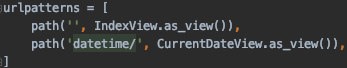 urlpatterns = [
    path('', IndexView.as_view()),
    path('datetime/', CurrentDateView.as_view()),
]